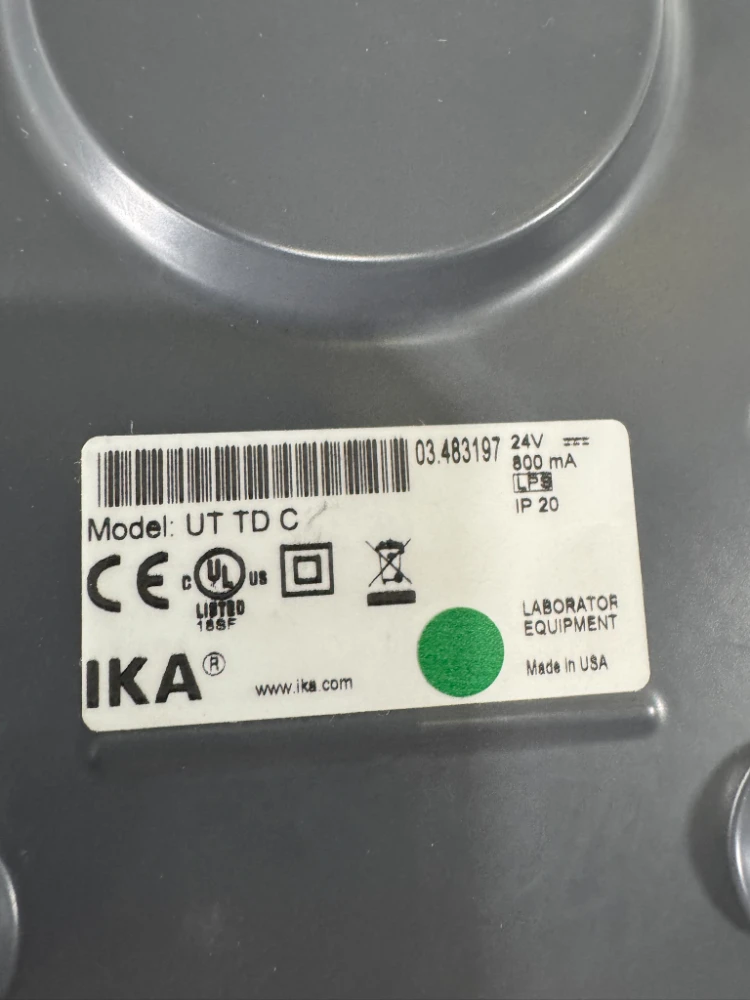 03.483197
24V
800 mA
LPS
IP 20
Model: UT TD C
CE
C UL US
LISTED
18SF
LABORATOR
EQUIPMENT
IKA®
www.ika.com
Made in USA